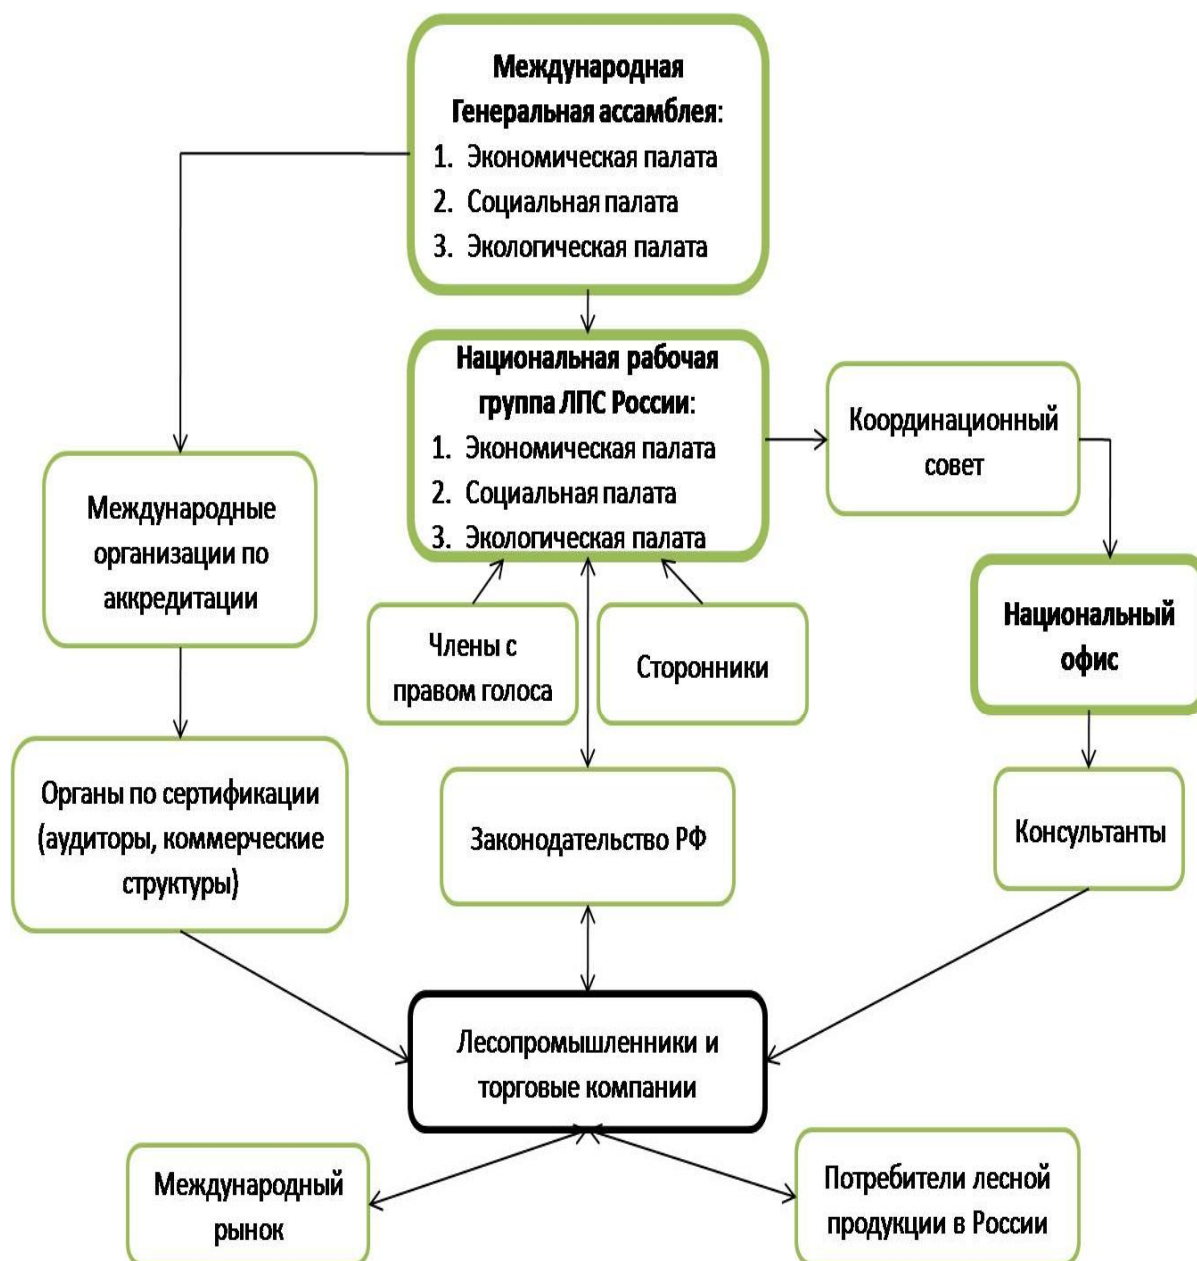 Международная
Генеральная ассамблея:
1. Экономическая палата
2. Социальная палата
3. Экологическая палата
Национальная рабочая
группа ЛПС России:
1. Экономическая палата
2. Социальная палата
3. Экологическая палата
Координационный
совет
Международные
организации по
аккредитации
Члены с
правом голоса
Сторонники
Национальный
офис
Органы по сертификации
(аудиторы, коммерческие
структуры)
Законодательство РФ
Консультанты
Лесопромышленники и
торговые компании
Международный
рынок
Потребители лесной
продукции в России